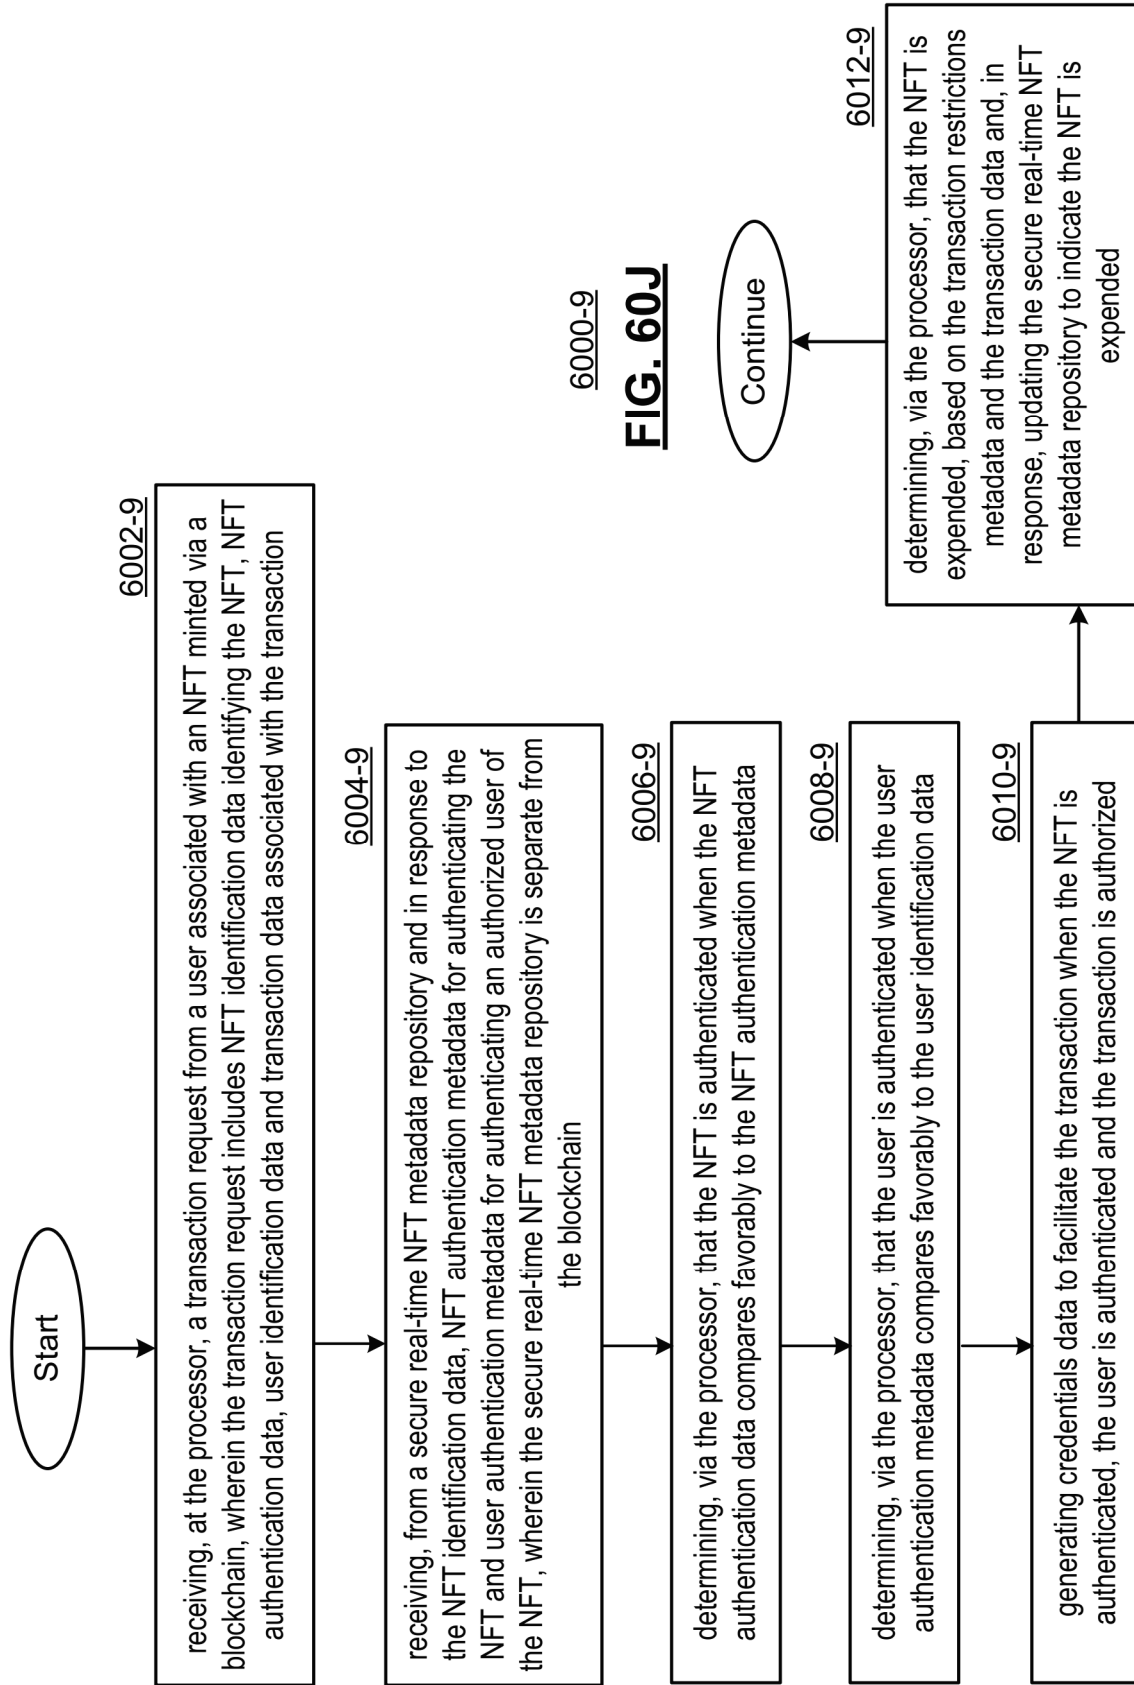 Start
6002-9
receiving, at the processor, a transaction request from a user associated with an NFT minted via a
blockchain, wherein the transaction request includes NFT identification data identifying the NFT, NFT
authentication data, user identification data and transaction data associated with the transaction
6004-9
receiving, from a secure real-time NFT metadata repository and in response to
the NFT identification data, NFT authentication metadata for authenticating the
NFT and user authentication metadata for authenticating an authorized user of
the NFT, wherein the secure real-time NFT metadata repository is separate from
the blockchain
6006-9
determining, via the processor, that the NFT is authenticated when the NFT
authentication data compares favorably to the NFT authentication metadata
6008-9
determining, via the processor, that the user is authenticated when the user
authentication metadata compares favorably to the user identification data
6010-9
generating credentials data to facilitate the transaction when the NFT is
authenticated, the user is authenticated and the transaction is authorized
6012-9
determining, via the processor, that the NFT is
expended, based on the transaction restrictions
metadata and the transaction data and, in
response, updating the secure real-time NFT
metadata repository to indicate the NFT is
expended
Continue
6000-9
FIG. 60J